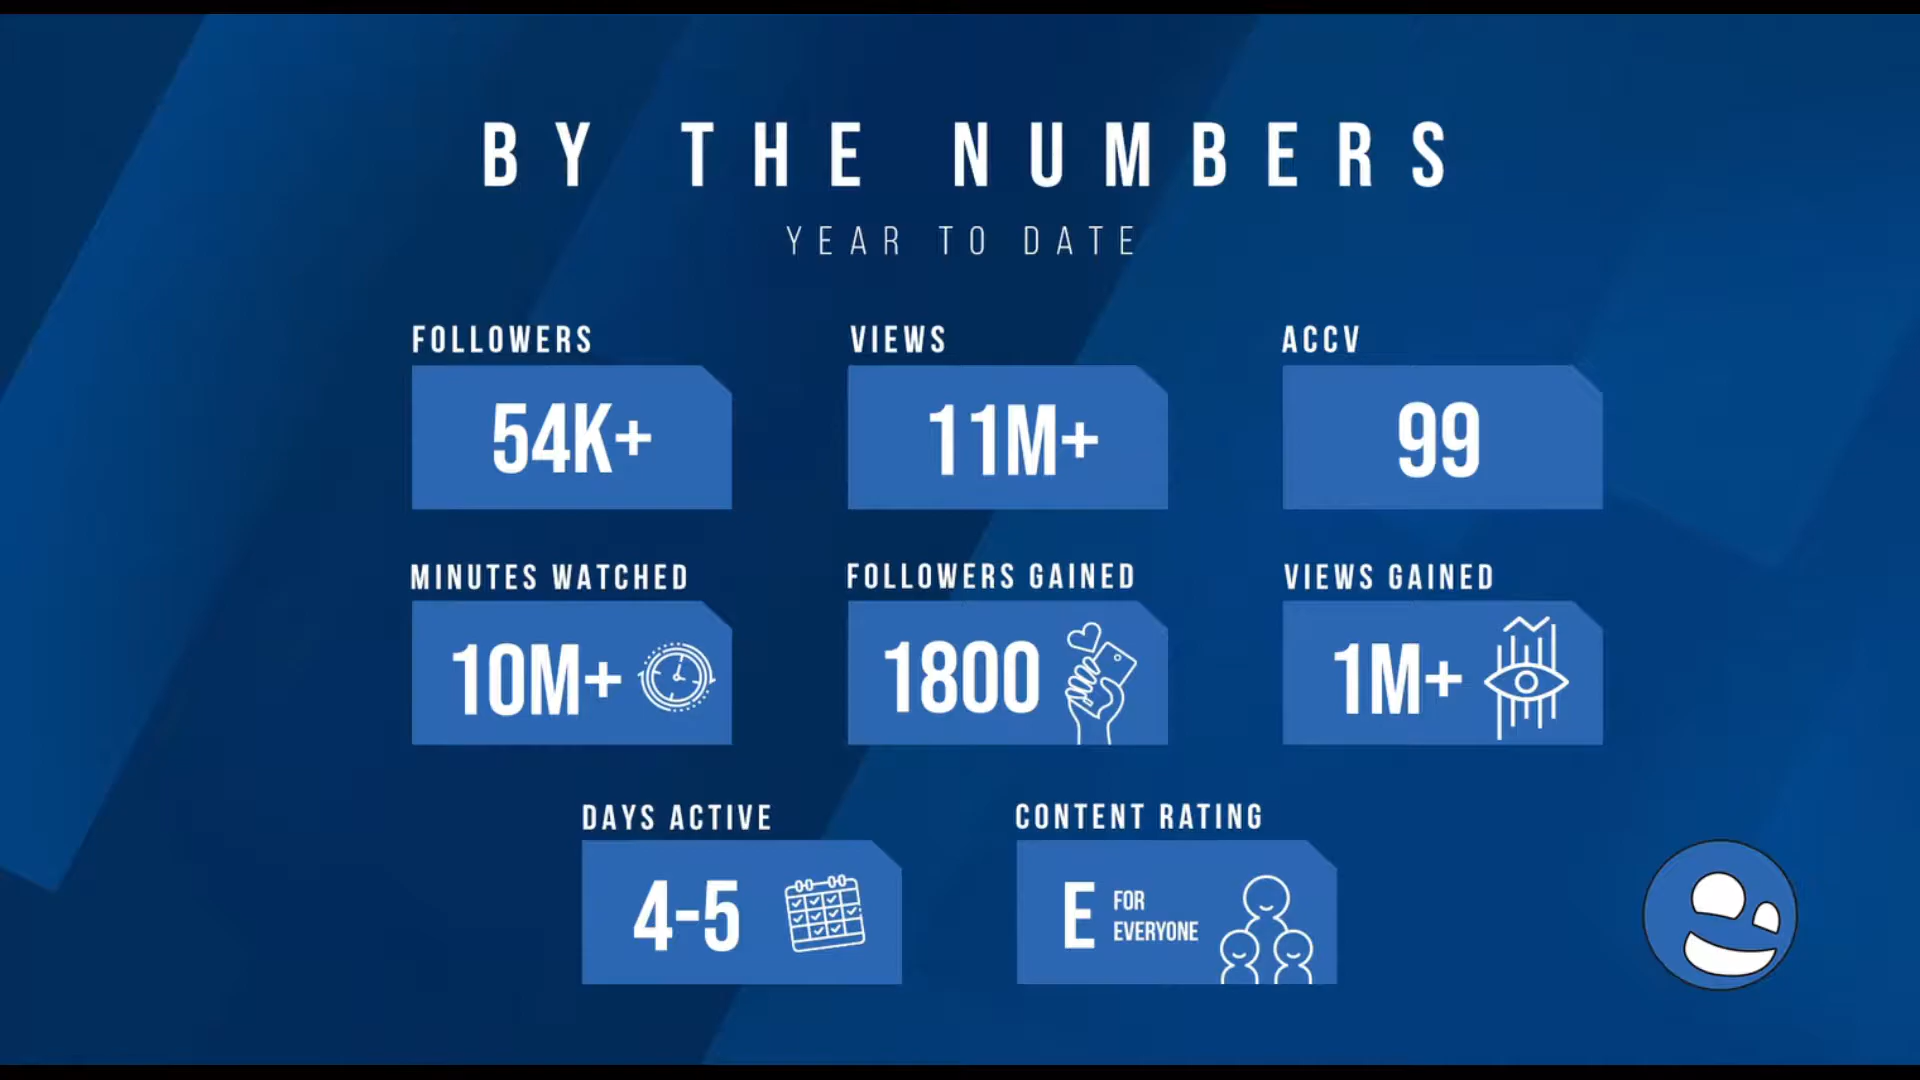 BY THE NUMBERS
YEAR TO DATE
FOLLOWERS
54K+
VIEWS
11M+
ACCV
99
MINUTES WATCHED
10M+
FOLLOWERS GAINED
1800
VIEWS GAINED
1M+
DAYS ACTIVE
4-5
CONTENT RATING
E FOR
EVERYONE